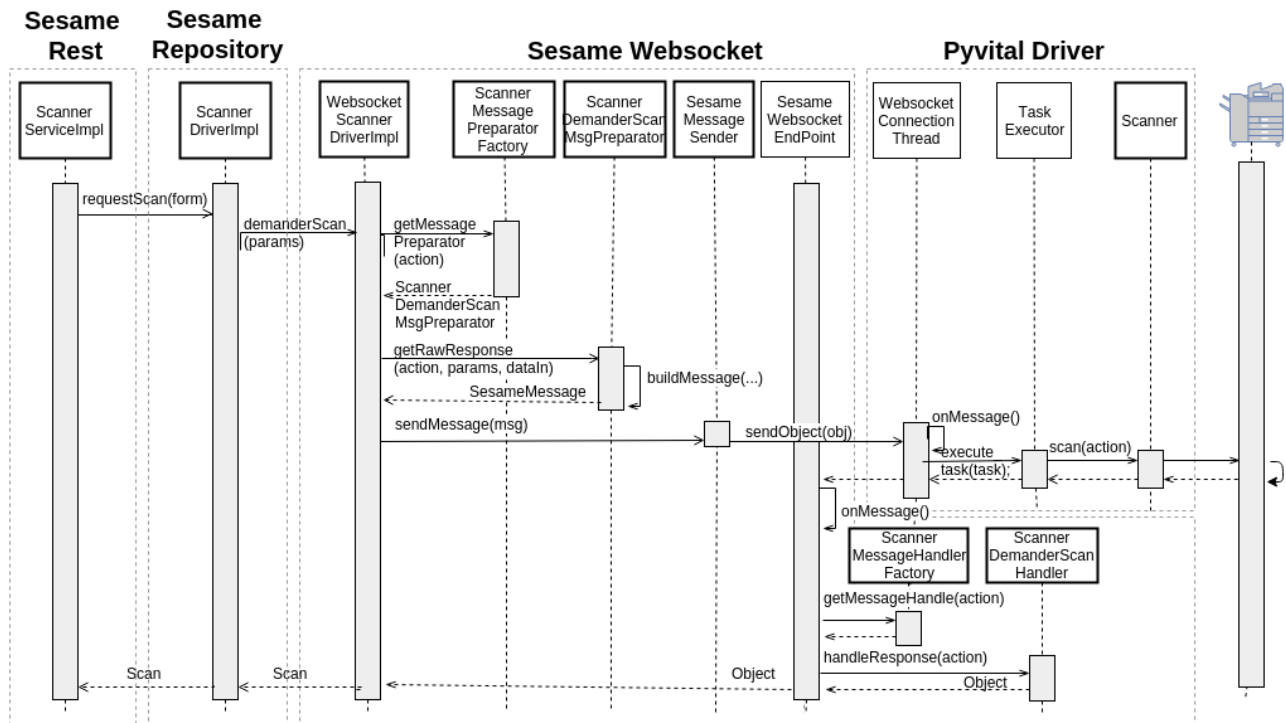 Sesame
Rest
Sesame
Repository
Sesame Websocket
Pyvital Driver
Scanner
ServiceImpl
Scanner
DriverImpl
Websocket
Scanner
DriverImpl
Scanner
Message
Preparator
Factory
Scanner
DemanderScan
MsgPreparator
Sesame
Message
Sender
Sesame
Websocket
EndPoint
Websocket
Connection
Thread
Task
Executor
Scanner
requestScan(form)
demanderScan
(params)
getMessage
Preparator
(action)
Scanner
DemanderScan
MsgPreparator
getRawResponse
(action, params, dataIn)
buildMessage(...)
SesameMessage
sendMessage(msg)
sendObject(obj)
onMessage()
execute
task(task);
scan(action)
onMessage()
Scanner
MessageHandler
Factory
Scanner
DemanderScan
Handler
getMessageHandle(action)
handleResponse(action)
Object
Object
Scan
Scan